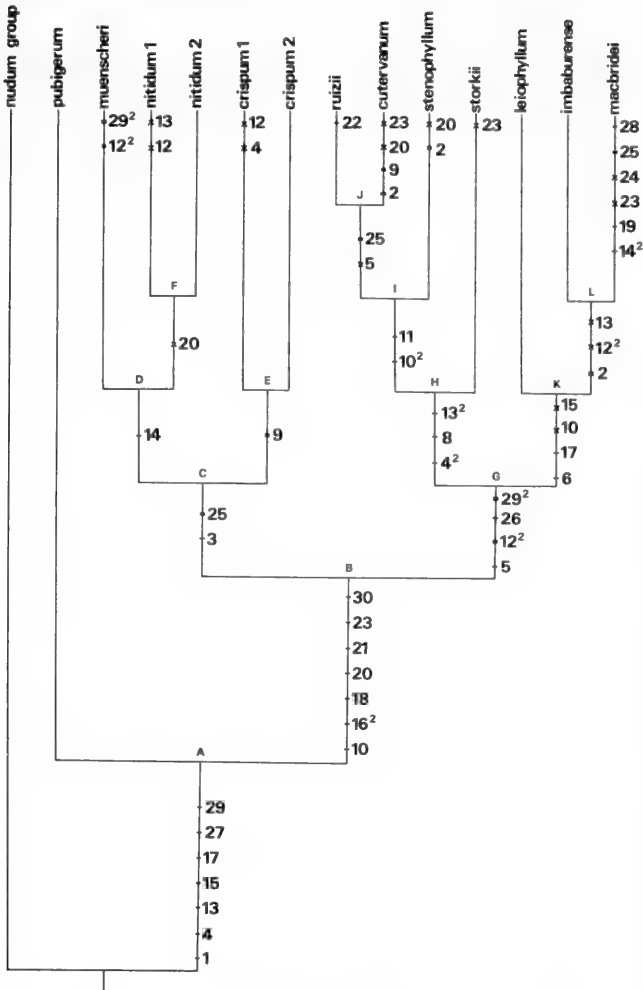 nudum group
pubigerum
muenscheri
nitidum 1
nitidum 2
crispum 1
crispum 2
ruizii
cutervanum
stenophyllum
storkii
leiophyllum
imbaburense
macbridei
29²
12²
13
12
12
4
22
23
20
9
2
20
2
23
28
25
24
23
19
14²
J
25
5
F
20
I
11
10²
L
13
12²
2
D
14
E
9
H
13²
8
4²
K
15
10
17
6
C
25
3
G
29²
26
12²
5
B
30
23
21
20
18
16²
10
A
29
27
17
15
13
4
1